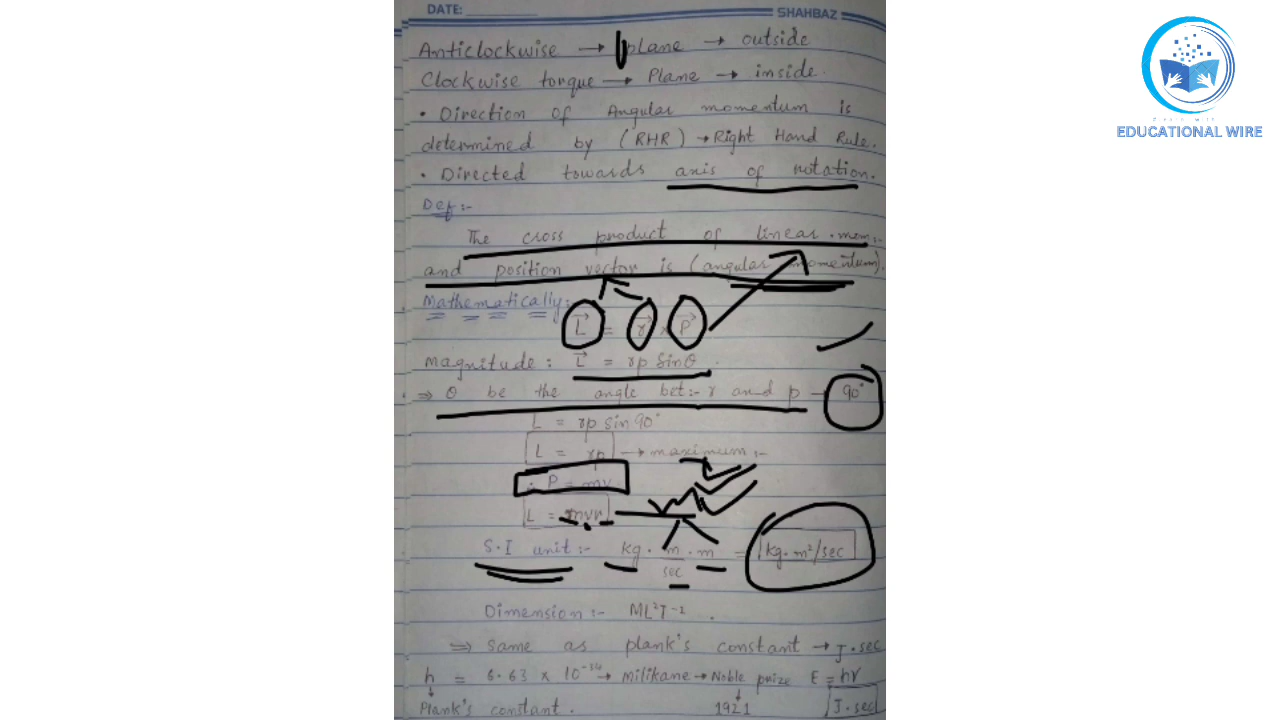 DATE:
SHAHBAZ
Anticlockwise → plane → outside
Clockwise torque → Plane → inside.
• Direction of Angular momentum is
determined by (RHR) → Right Hand Rule.
• Directed towards axis of rotation.
Def:-
The cross product of linear mom:-
and position vector is (angular momentum).
Mathematically:-
L⃗ = r⃗ × P⃗
Magnitude: L⃗ = rp Sinθ
⇒ θ be the angle bet:- r and p – 90°
L = rp sin90°
L = rp → maximum:-
∴ P = mv
L = mvr
S.I unit:- kg. m/sec . m = kg.m²/sec
Dimension:- ML²T⁻².
⇒ Same as plank's constant → J.sec
h = 6.63 × 10⁻³⁴ → milikane → Noble prize E = hν
↓
Plank's constant. 1921 J.sec
EDUCATIONAL WIRE